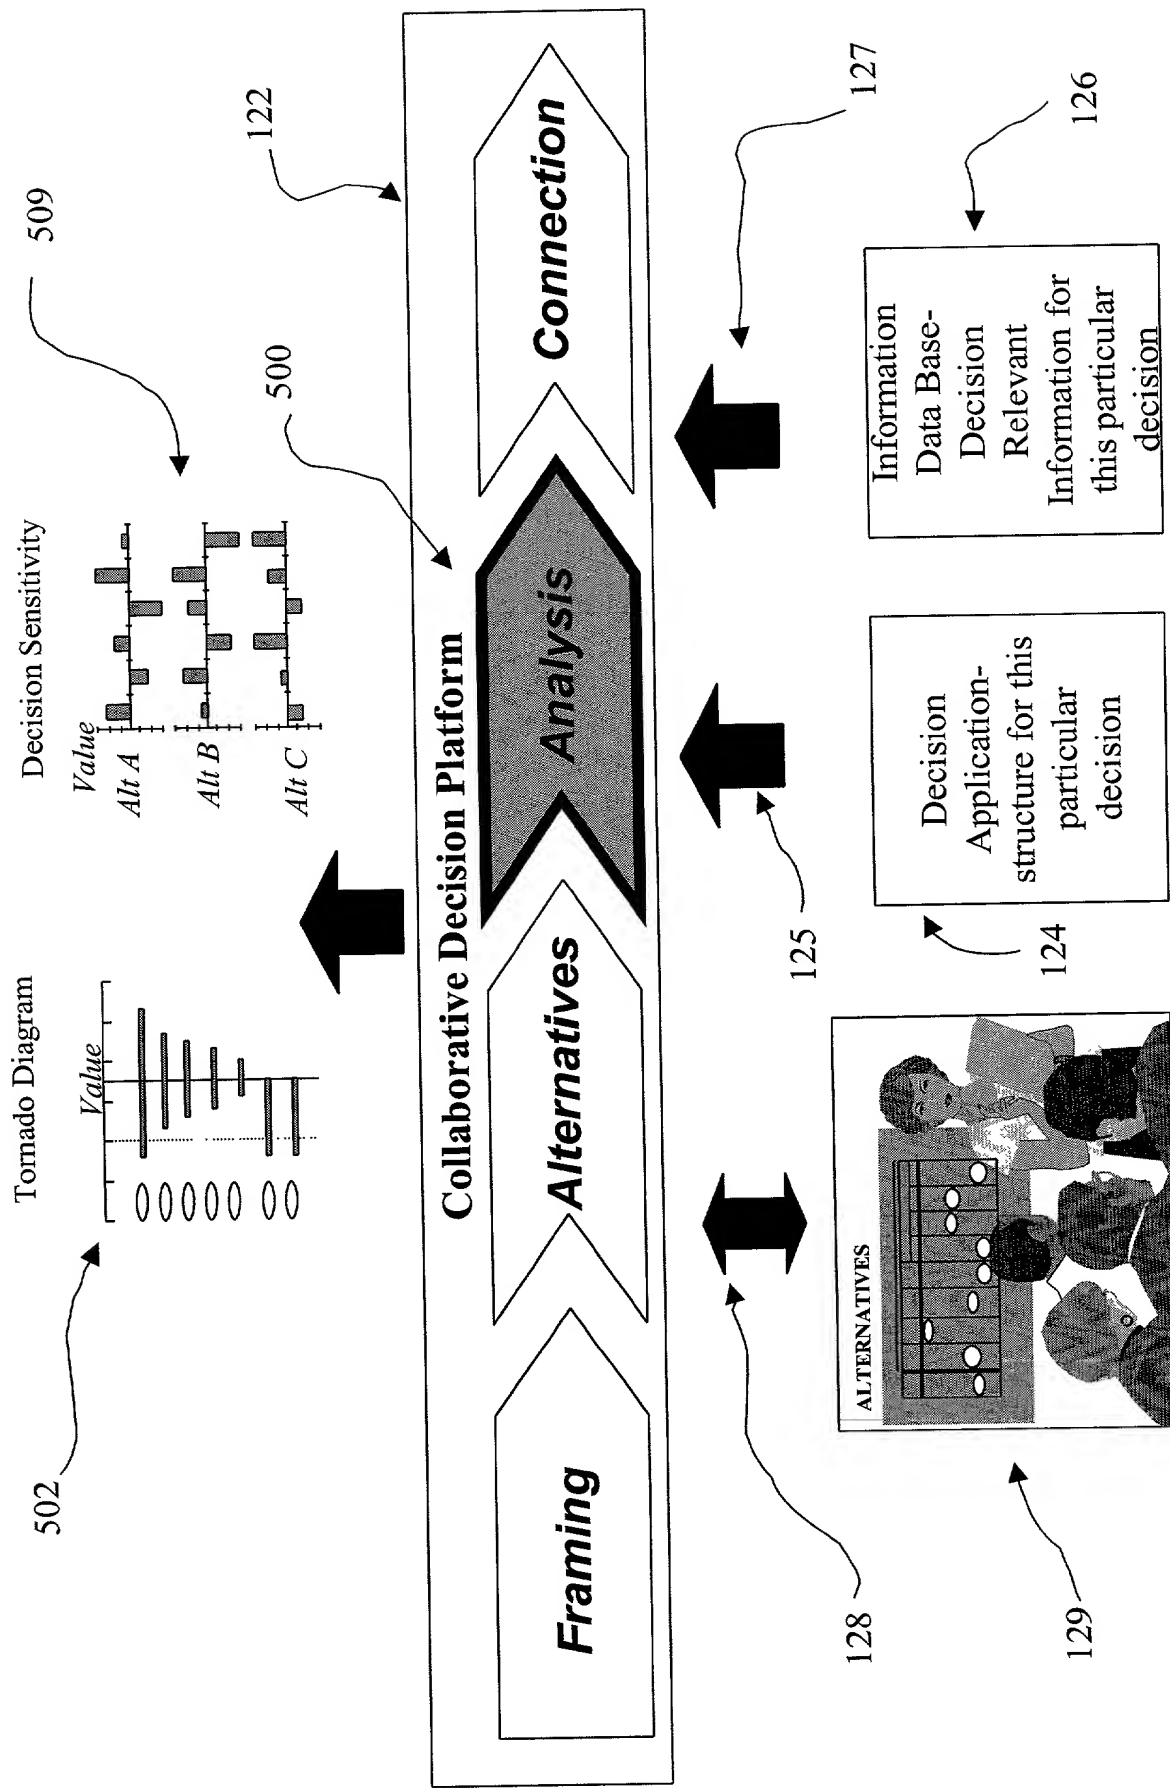 Tornado Diagram
Value
502
Decision Sensitivity
Value
Alt A
Alt B
Alt C
509
122
500
Collaborative Decision Platform
Framing
Alternatives
Analysis
Connection
128
125
127
ALTERNATIVES
129
Decision
Application-
structure for this
particular
decision
124
Information
Data Base-
Decision
Relevant
Information for
this particular
decision
126